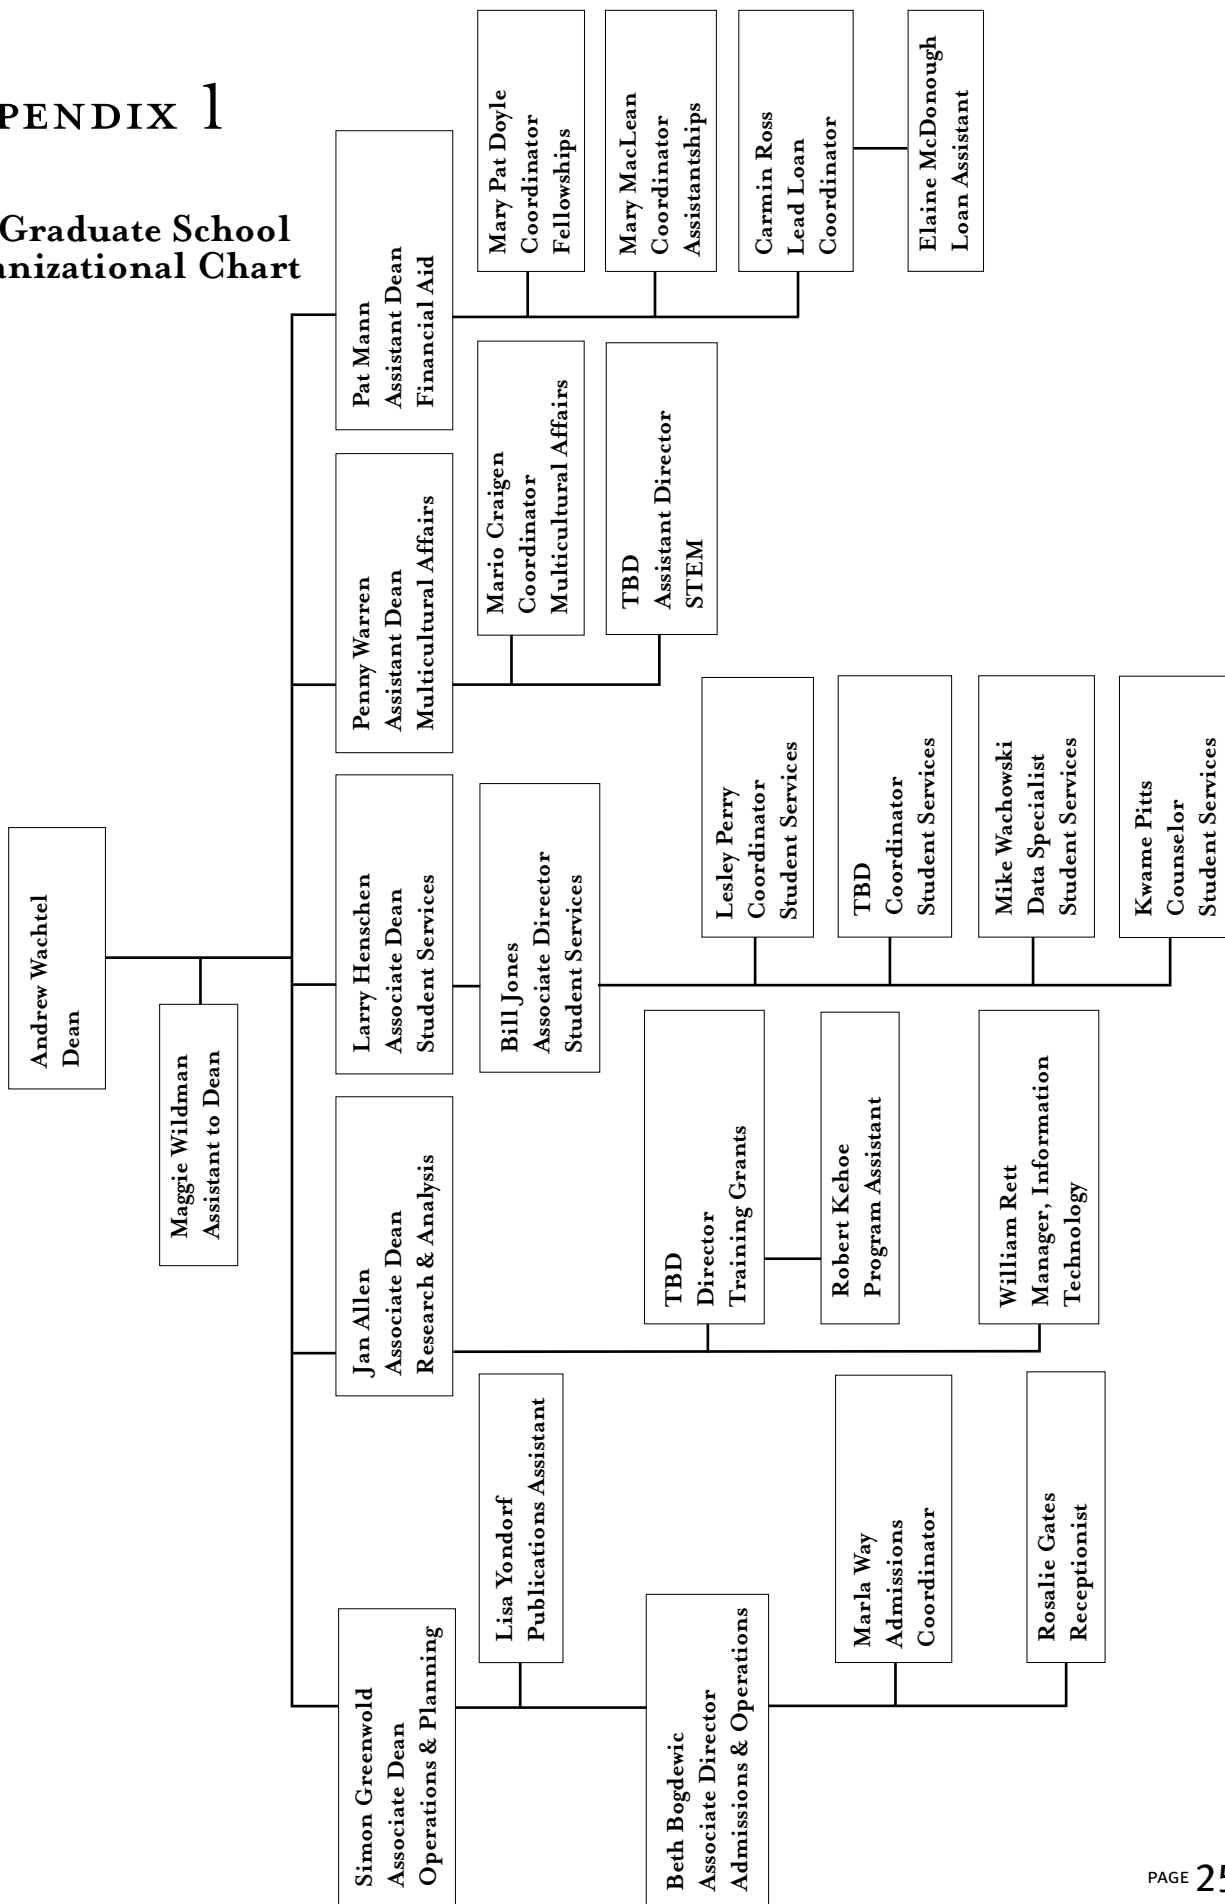 PENDIX 1
Graduate School
anizational Chart
Andrew Wachtel
Dean
Maggie Wildman
Assistant to Dean
Simon Greenwold
Associate Dean
Operations & Planning
Lisa Yondorf
Publications Assistant
Beth Bogdewic
Associate Director
Admissions & Operations
Marla Way
Admissions
Coordinator
Rosalie Gates
Receptionist
Jan Allen
Associate Dean
Research & Analysis
TBD
Director
Training Grants
Robert Kehoe
Program Assistant
William Rett
Manager, Information
Technology
Larry Henschen
Associate Dean
Student Services
Bill Jones
Associate Director
Student Services
Lesley Perry
Coordinator
Student Services
TBD
Coordinator
Student Services
Mike Wachowski
Data Specialist
Student Services
Kwame Pitts
Counselor
Student Services
Penny Warren
Assistant Dean
Multicultural Affairs
Mario Craigen
Coordinator
Multicultural Affairs
TBD
Assistant Director
STEM
Pat Mann
Assistant Dean
Financial Aid
Mary Pat Doyle
Coordinator
Fellowships
Mary MacLean
Coordinator
Assistantships
Carmin Ross
Lead Loan
Coordinator
Elaine McDonough
Loan Assistant
PAGE 25